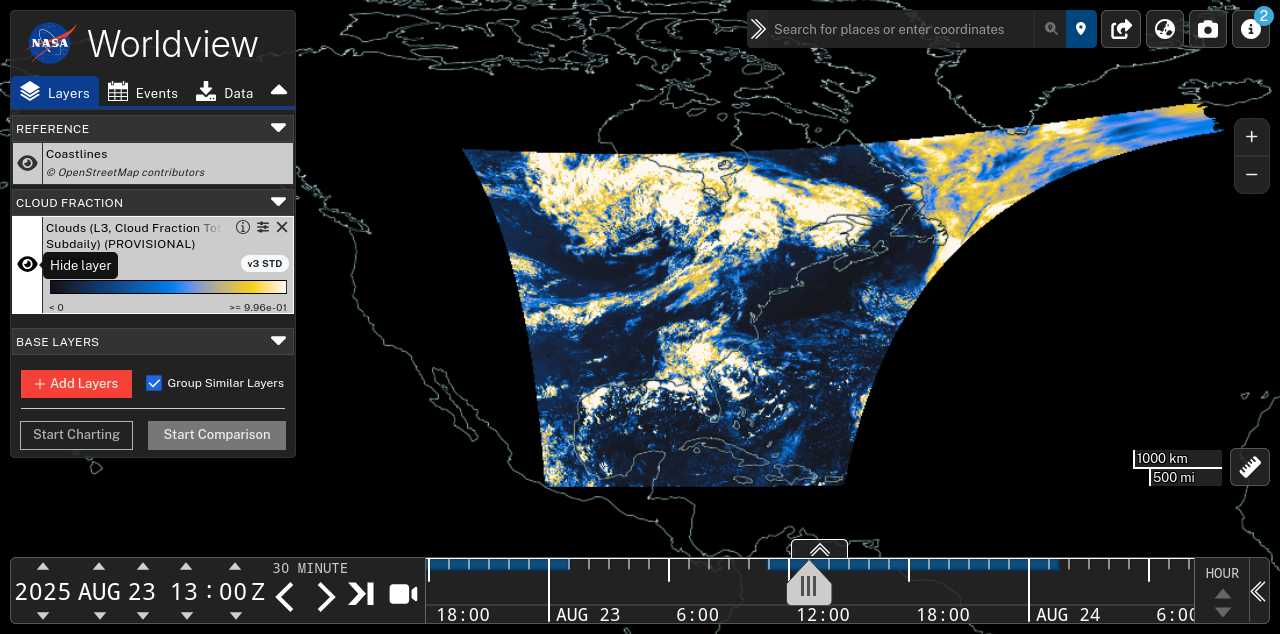 NASA
Worldview
Search for places or enter coordinates
2
Layers
Events
Data
REFERENCE
Coastlines
© OpenStreetMap contributors
CLOUD FRACTION
Clouds (L3, Cloud Fraction Tot
Subdaily) (PROVISIONAL)
Hide layer
v3 STD
< 0
>= 9.96e-01
BASE LAYERS
+ Add Layers
Group Similar Layers
Start Charting
Start Comparison
+
−
1000 km
500 mi
30 MINUTE
2025 AUG 23 13 : 00 Z
18:00
AUG 23
6:00
12:00
18:00
AUG 24
6:00
HOUR